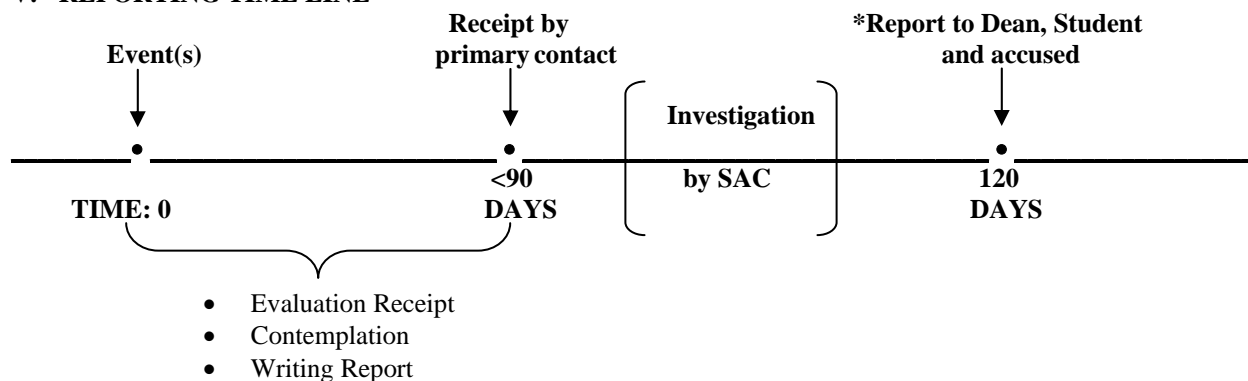 V. REPORTING TIME LINE
Receipt by
primary contact
*Report to Dean, Student
and accused
Event(s)
Investigation
by SAC
<90
DAYS
120
DAYS
TIME: 0
• Evaluation Receipt
• Contemplation
• Writing Report